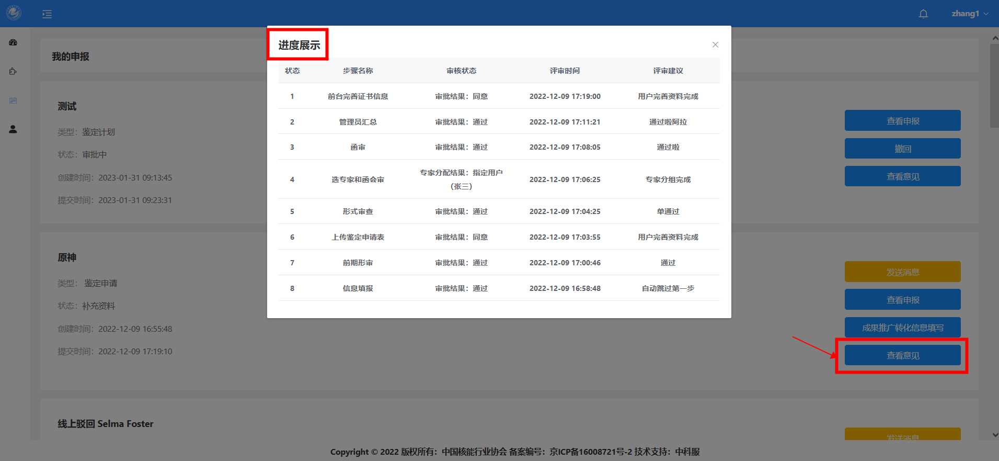 zhang1
进度展示
状态 步骤名称 审核状态 评审时间 评审建议
1 前台完善证书信息 审批结果：同意 2022-12-09 17:19:00 用户完善资料完成
2 管理员汇总 审批结果：通过 2022-12-09 17:11:21 通过啦阿拉
3 函审 审批结果：通过 2022-12-09 17:08:05 通过啦
4 选专家和函会审 专家分配结果：指定用户 2022-12-09 17:06:25 专家分组完成
（张三）
5 形式审查 审批结果：通过 2022-12-09 17:04:25 单通过
6 上传鉴定申请表 审批结果：同意 2022-12-09 17:03:55 用户完善资料完成
7 前期形审 审批结果：通过 2022-12-09 17:00:46 通过
8 信息填报 审批结果：通过 2022-12-09 16:58:48 自动跳过第一步
我的申报
测试
类型：鉴定计划
状态：审批中
创建时间：2023-01-31 09:13:45
提交时间：2023-01-31 09:23:31
查看申报
撤回
查看意见
原神
类型：鉴定申请
状态：补充资料
创建时间：2022-12-09 16:55:48
提交时间：2022-12-09 17:19:10
发送消息
查看申报
成果推广转化信息填写
查看意见
线上驳回 Selma Foster
发送消息
Copyright © 2022 版权所有：中国核能行业协会 备案编号：京ICP备16008721号-2 技术支持：中科服